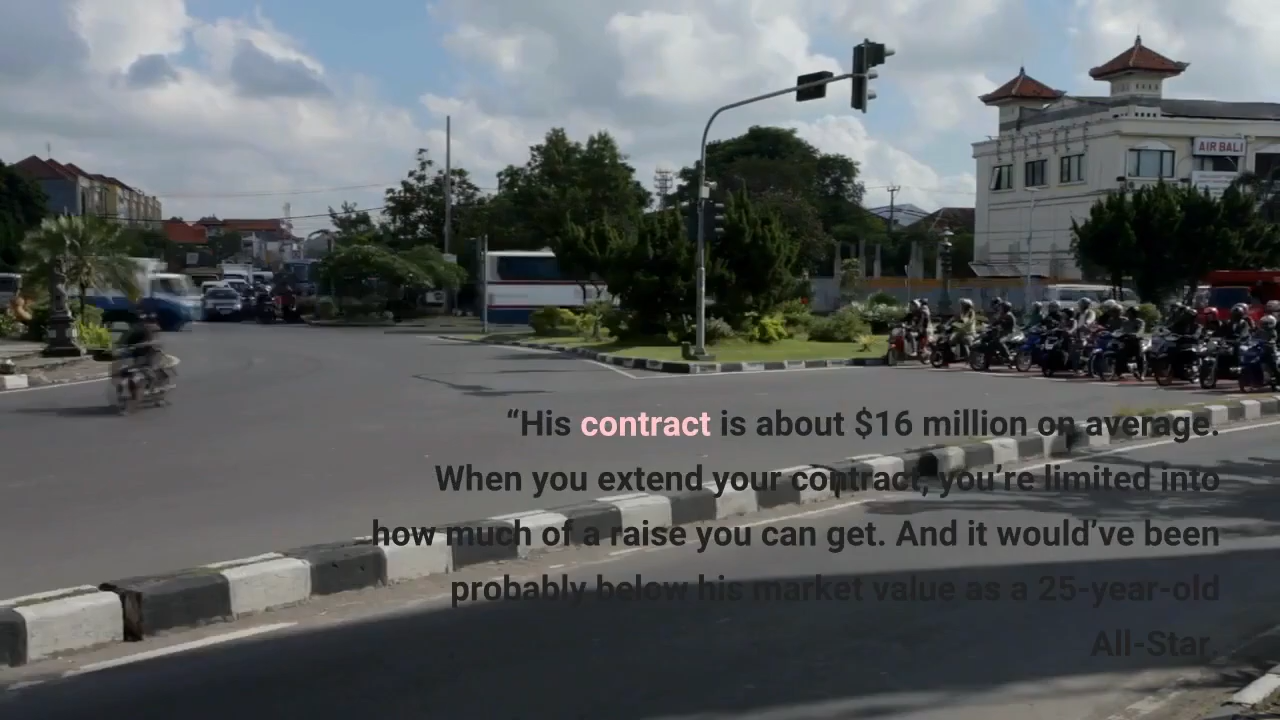 AIR BALI
“His contract is about $16 million on average.
When you extend your contract, you’re limited into
how much of a raise you can get. And it would’ve been
probably below his market value as a 25-year-old
All-Star.